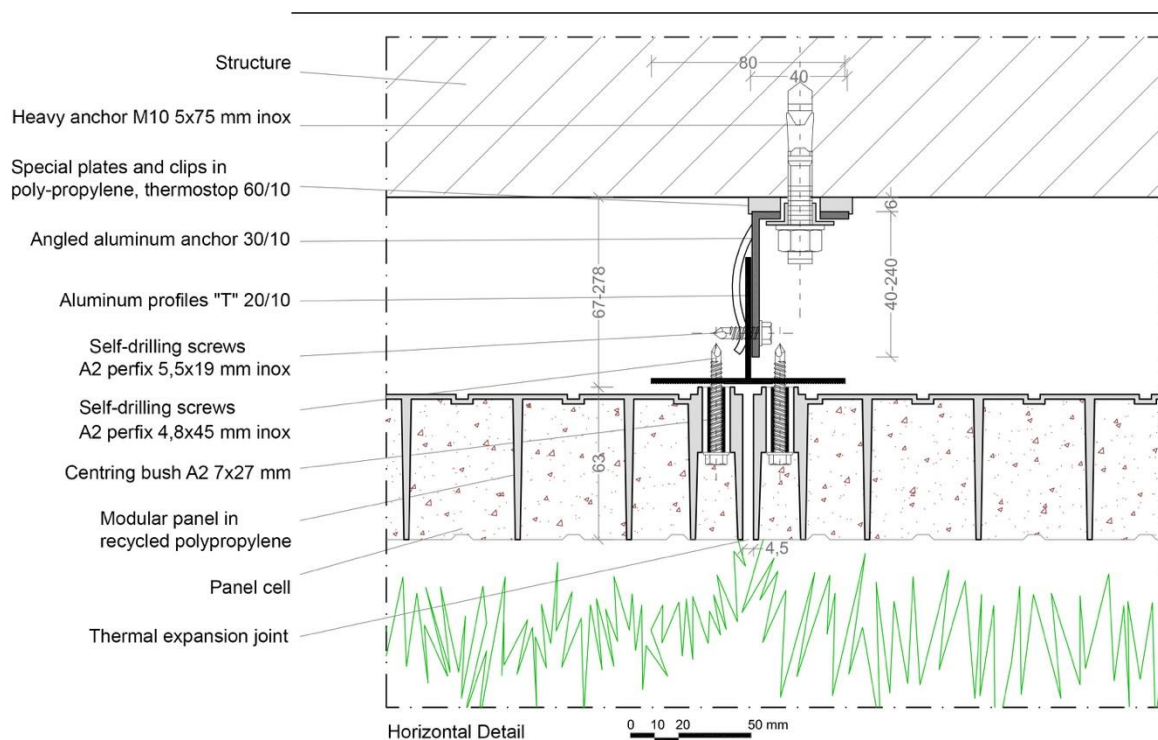 Structure
Heavy anchor M10 5x75 mm inox
Special plates and clips in
poly-propylene, thermostop 60/10
Angled aluminum anchor 30/10
Aluminum profiles "T" 20/10
Self-drilling screws
A2 perfix 5,5x19 mm inox
Self-drilling screws
A2 perfix 4,8x45 mm inox
Centring bush A2 7x27 mm
Modular panel in
recycled polypropylene
Panel cell
Thermal expansion joint
80
40
6
67-278
40-240
63
4,5
Horizontal Detail
0 10 20 50 mm